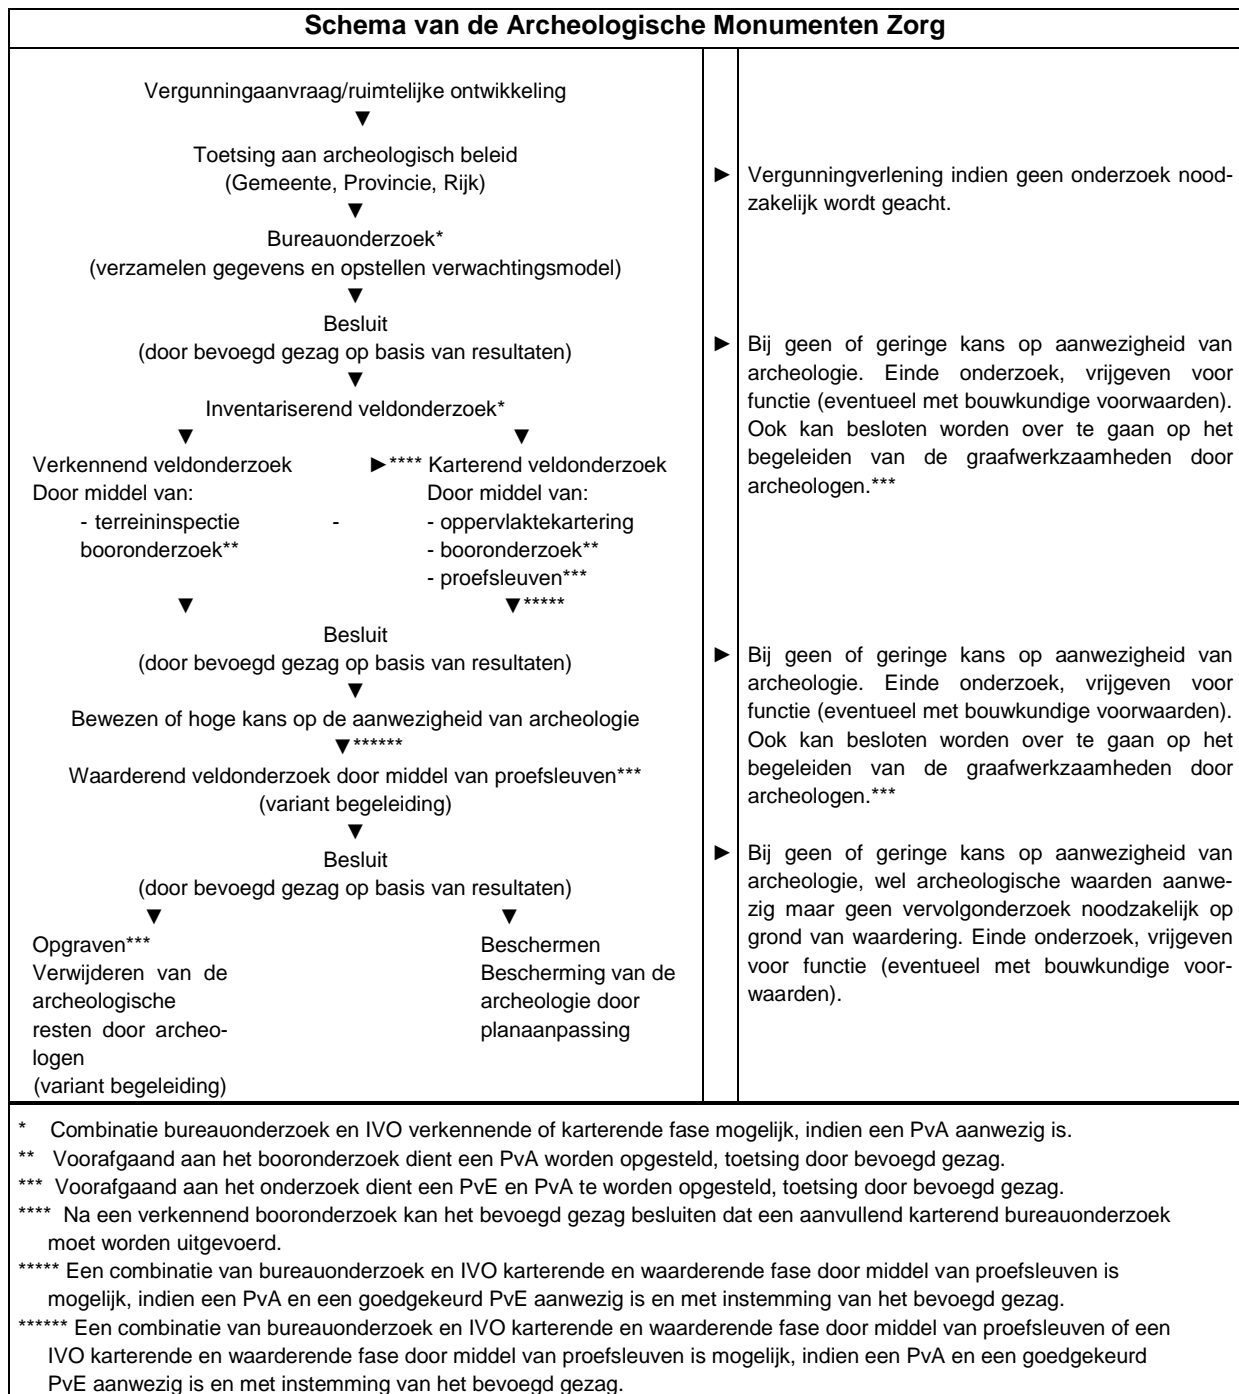 Schema van de Archeologische Monumenten Zorg
Vergunningaanvraag/ruimtelijke ontwikkeling
▼
Toetsing aan archeologisch beleid
(Gemeente, Provincie, Rijk)
▼
Bureauonderzoek*
(verzamelen gegevens en opstellen verwachtingsmodel)
▼
Besluit
(door bevoegd gezag op basis van resultaten)
▼
Inventariserend veldonderzoek*
▼ ▼
Verkennend veldonderzoek ►**** Karterend veldonderzoek
Door middel van: Door middel van:
- terreininspectie - - oppervlaktekartering
booronderzoek** - booronderzoek**
- proefsleuven***
▼ ▼*****
Besluit
(door bevoegd gezag op basis van resultaten)
▼
Bewezen of hoge kans op de aanwezigheid van archeologie
▼******
Waarderend veldonderzoek door middel van proefsleuven***
(variant begeleiding)
▼
Besluit
(door bevoegd gezag op basis van resultaten)
▼ ▼
Opgraven*** Beschermen
Verwijderen van de Bescherming van de
archeologische archeologie door
resten door archeo- planaanpassing
logen
(variant begeleiding)
► Vergunningverlening indien geen onderzoek nood-
zakelijk wordt geacht.
► Bij geen of geringe kans op aanwezigheid van
archeologie. Einde onderzoek, vrijgeven voor
functie (eventueel met bouwkundige voorwaarden).
Ook kan besloten worden over te gaan op het
begeleiden van de graafwerkzaamheden door
archeologen.***
► Bij geen of geringe kans op aanwezigheid van
archeologie. Einde onderzoek, vrijgeven voor
functie (eventueel met bouwkundige voorwaarden).
Ook kan besloten worden over te gaan op het
begeleiden van de graafwerkzaamheden door
archeologen.***
► Bij geen of geringe kans op aanwezigheid van
archeologie, wel archeologische waarden aanwe-
zig maar geen vervolgonderzoek noodzakelijk op
grond van waardering. Einde onderzoek, vrijgeven
voor functie (eventueel met bouwkundige voor-
waarden).
* Combinatie bureauonderzoek en IVO verkennende of karterende fase mogelijk, indien een PvA aanwezig is.
** Voorafgaand aan het booronderzoek dient een PvA worden opgesteld, toetsing door bevoegd gezag.
*** Voorafgaand aan het onderzoek dient een PvE en PvA te worden opgesteld, toetsing door bevoegd gezag.
**** Na een verkennend booronderzoek kan het bevoegd gezag besluiten dat een aanvullend karterend bureauonderzoek
moet worden uitgevoerd.
***** Een combinatie van bureauonderzoek en IVO karterende en waarderende fase door middel van proefsleuven is
mogelijk, indien een PvA en een goedgekeurd PvE aanwezig is en met instemming van het bevoegd gezag.
****** Een combinatie van bureauonderzoek en IVO karterende en waarderende fase door middel van proefsleuven of een
IVO karterende en waarderende fase door middel van proefsleuven is mogelijk, indien een PvA en een goedgekeurd
PvE aanwezig is en met instemming van het bevoegd gezag.